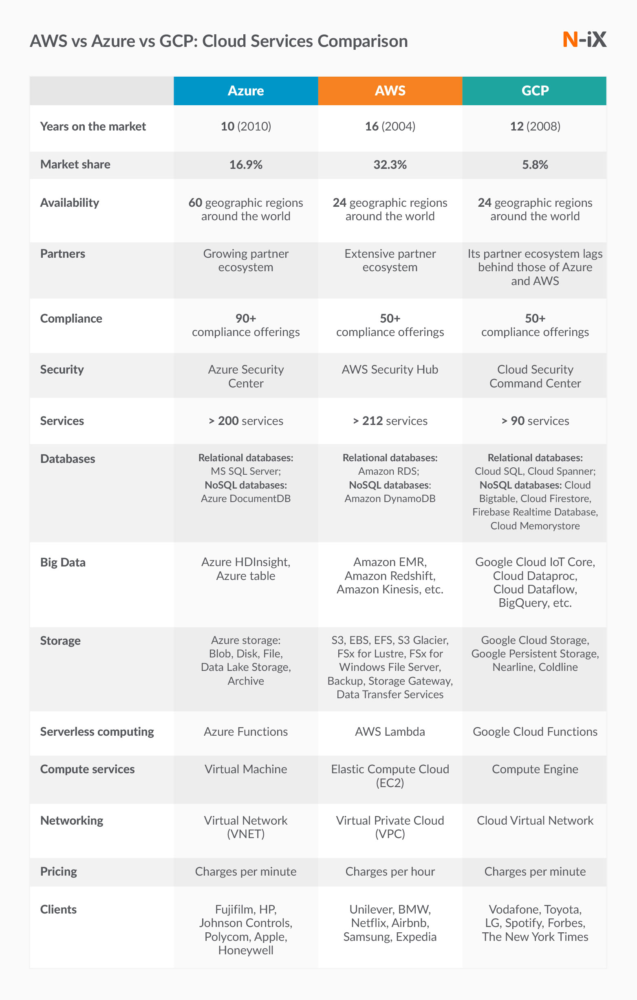 AWS vs Azure vs GCP: Cloud Services Comparison
N-iX
Azure
AWS
GCP
Years on the market
10 (2010)
16 (2004)
12 (2008)
Market share
16.9%
32.3%
5.8%
Availability
60 geographic regions
around the world
24 geographic regions
around the world
24 geographic regions
around the world
Partners
Growing partner
ecosystem
Extensive partner
ecosystem
Its partner ecosystem lags
behind those of Azure
and AWS
Compliance
90+
compliance offerings
50+
compliance offerings
50+
compliance offerings
Security
Azure Security
Center
AWS Security Hub
Cloud Security
Command Center
Services
> 200 services
> 212 services
> 90 services
Databases
Relational databases:
MS SQL Server;
NoSQL databases:
Azure DocumentDB
Relational databases:
Amazon RDS;
NoSQL databases:
Amazon DynamoDB
Relational databases:
Cloud SQL, Cloud Spanner;
NoSQL databases: Cloud
Bigtable, Cloud Firestore,
Firebase Realtime Database,
Cloud Memorystore
Big Data
Azure HDInsight,
Azure table
Amazon EMR,
Amazon Redshift,
Amazon Kinesis, etc.
Google Cloud IoT Core,
Cloud Dataproc,
Cloud Dataflow,
BigQuery, etc.
Storage
Azure storage:
Blob, Disk, File,
Data Lake Storage,
Archive
S3, EBS, EFS, S3 Glacier,
FSx for Lustre, FSx for
Windows File Server,
Backup, Storage Gateway,
Data Transfer Services
Google Cloud Storage,
Google Persistent Storage,
Nearline, Coldline
Serverless computing
Azure Functions
AWS Lambda
Google Cloud Functions
Compute services
Virtual Machine
Elastic Compute Cloud
(EC2)
Compute Engine
Networking
Virtual Network
(VNET)
Virtual Private Cloud
(VPC)
Cloud Virtual Network
Pricing
Charges per minute
Charges per hour
Charges per minute
Clients
Fujifilm, HP,
Johnson Controls,
Polycom, Apple,
Honeywell
Unilever, BMW,
Netflix, Airbnb,
Samsung, Expedia
Vodafone, Toyota,
LG, Spotify, Forbes,
The New York Times